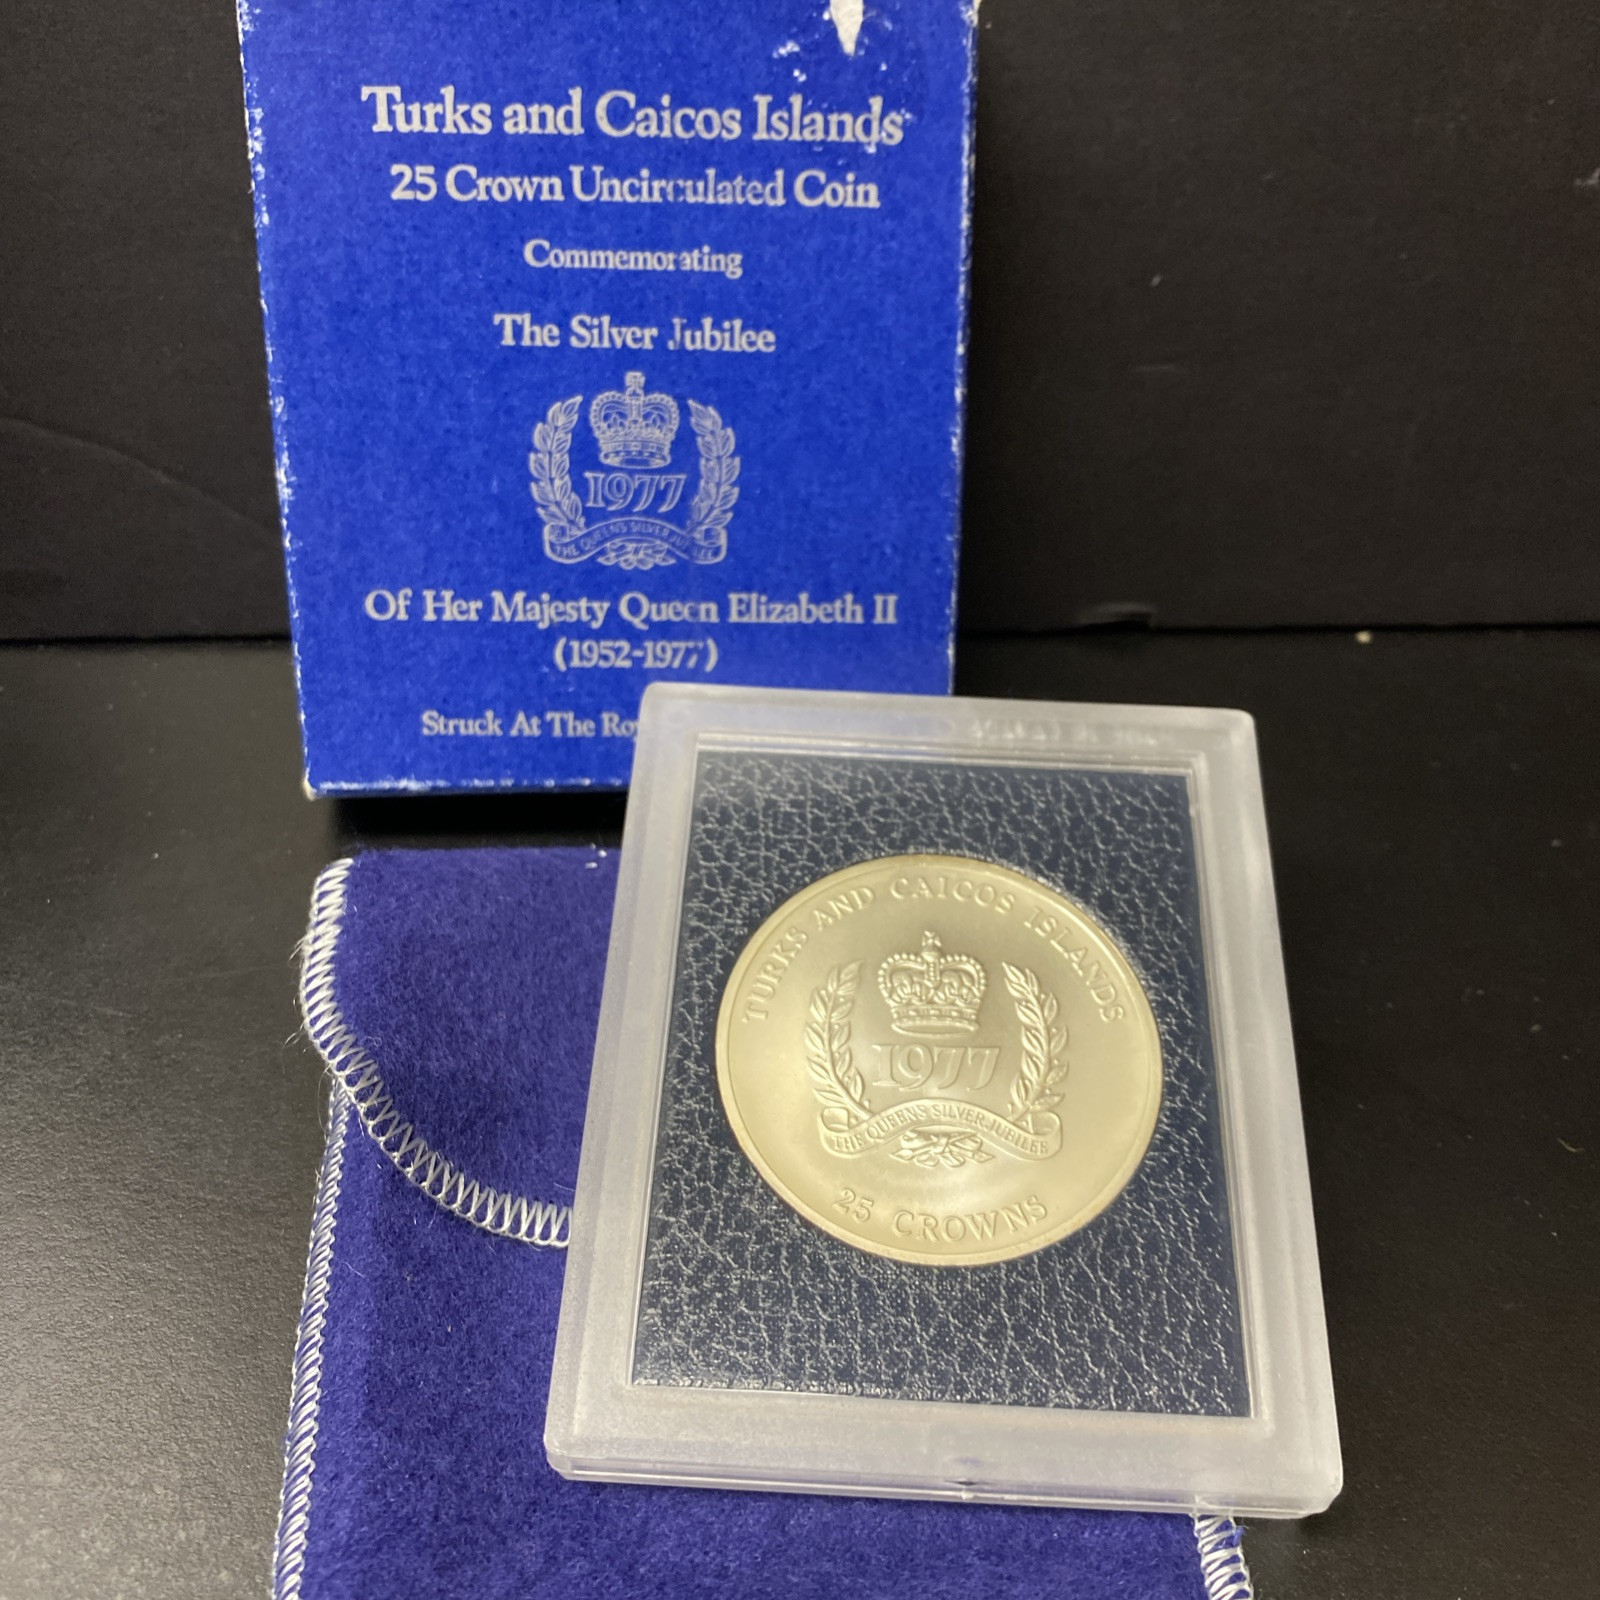 Turks and Caicos Islands
25 Crown Uncirculated Coin
Commemorating
The Silver Jubilee
1977
THE QUEEN'S SILVER JUBILEE
Of Her Majesty Queen Elizabeth II
(1952-1977)
Struck At The
TURKS AND CAICOS ISLANDS
1977
THE QUEEN'S SILVER JUBILEE
25 CROWNS